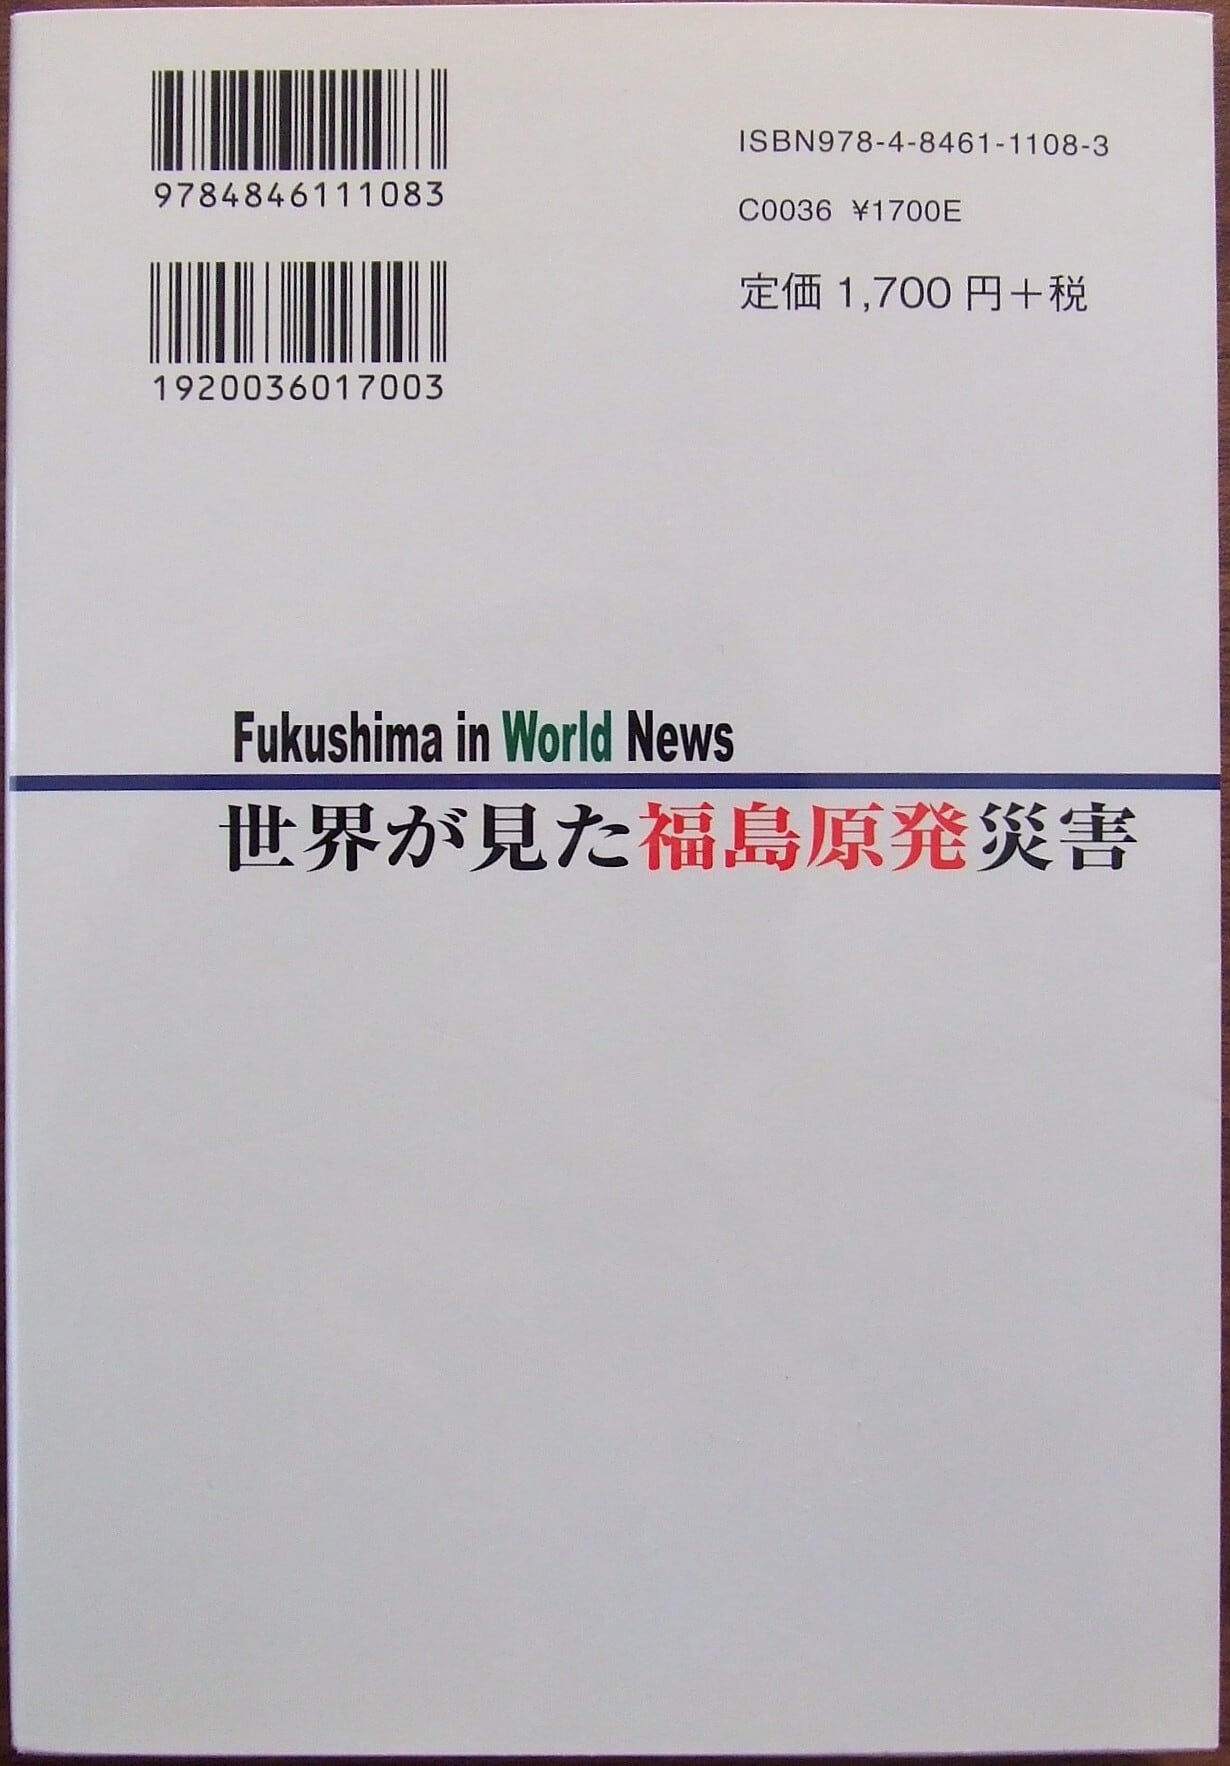 9784846111083
ISBN978-4-8461-1108-3
C0036 ¥1700E
1920036017003
定価 1,700 円＋税
Fukushima in World News
世界が見た福島原発災害